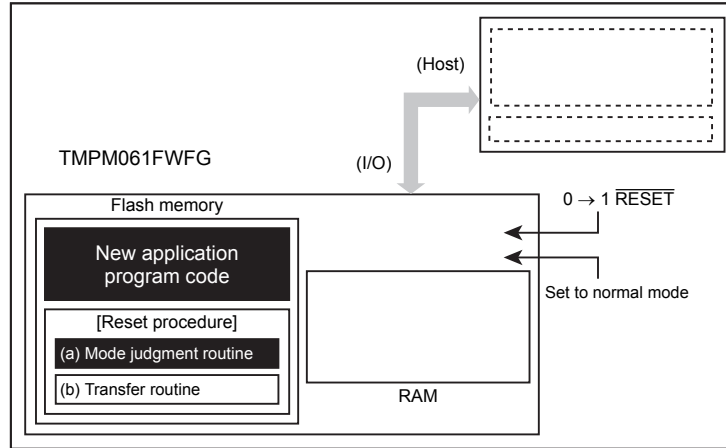 (Host)
TMPM061FWFG
(I/O)
Flash memory
0 → 1 RESET
New application
program code
Set to normal mode
[Reset procedure]
(a) Mode judgment routine
(b) Transfer routine
RAM